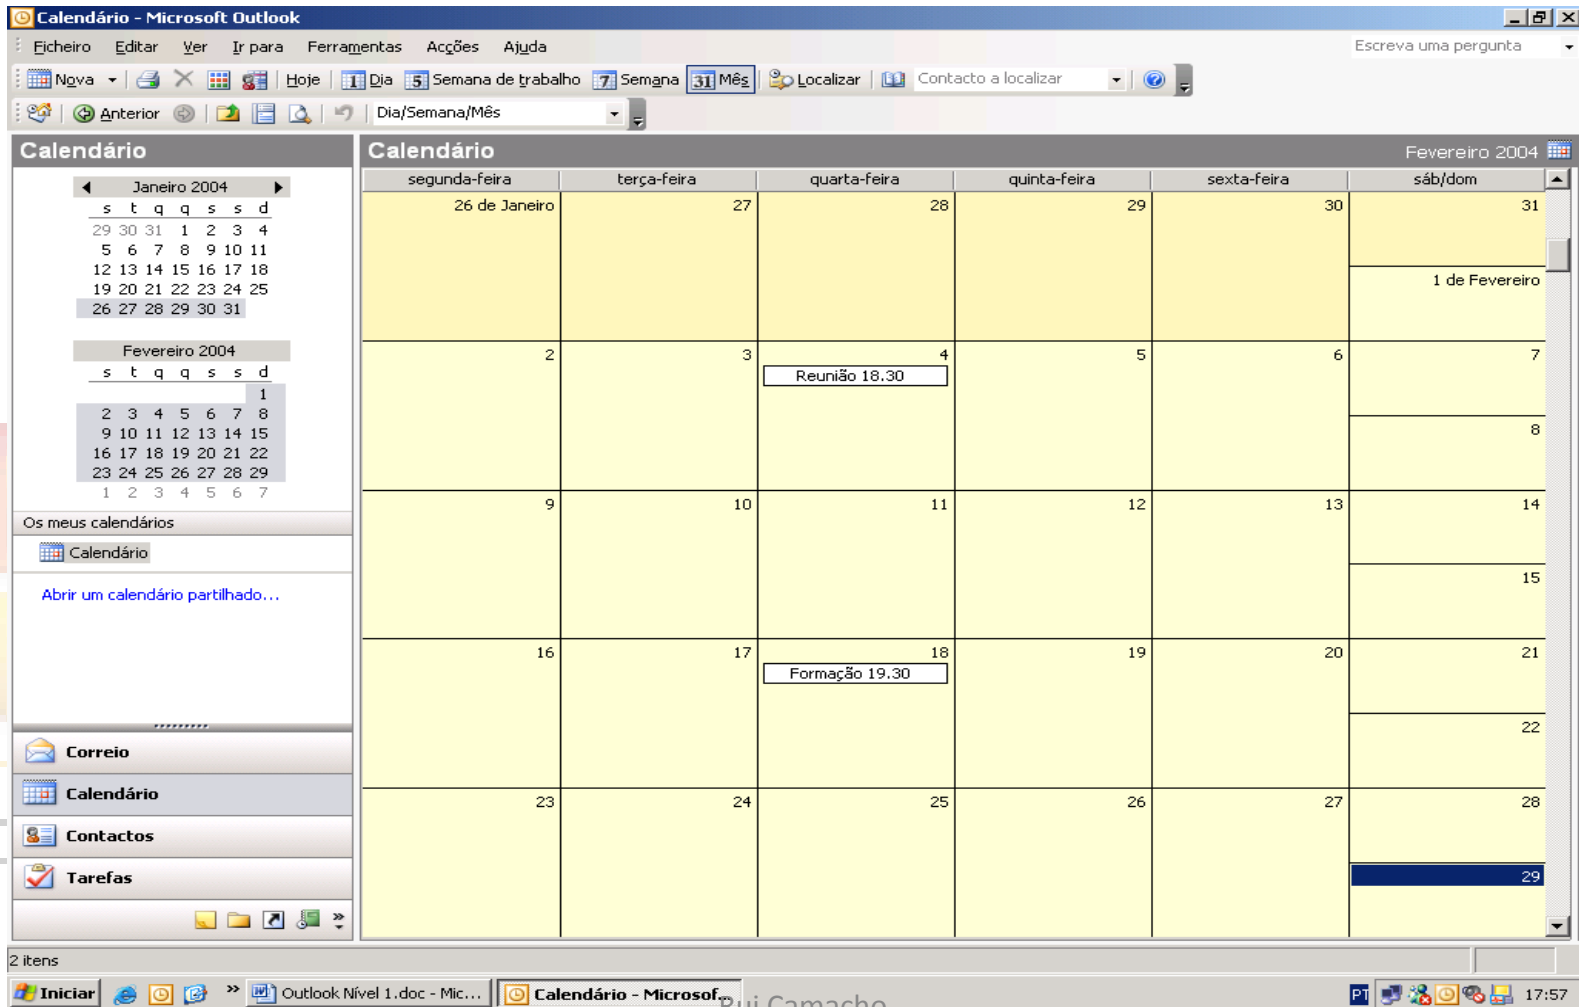 Calendário - Microsoft Outlook
Ficheiro Editar Ver Ir para Ferramentas Acções Ajuda Escreva uma pergunta
Nova Hoje 1 Dia 5 Semana de trabalho 7 Semana 31 Mês Localizar Contacto a localizar
Anterior Dia/Semana/Mês
Calendário
Janeiro 2004
s t q q s s d
29 30 31 1 2 3 4
5 6 7 8 9 10 11
12 13 14 15 16 17 18
19 20 21 22 23 24 25
26 27 28 29 30 31
Fevereiro 2004
s t q q s s d
1
2 3 4 5 6 7 8
9 10 11 12 13 14 15
16 17 18 19 20 21 22
23 24 25 26 27 28 29
1 2 3 4 5 6 7
Os meus calendários
Calendário
Abrir um calendário partilhado...
Correio
Calendário
Contactos
Tarefas
Calendário Fevereiro 2004
segunda-feira terça-feira quarta-feira quinta-feira sexta-feira sáb/dom
26 de Janeiro 27 28 29 30 31
1 de Fevereiro
2 3 4 5 6 7
Reunião 18.30
8
9 10 11 12 13 14
15
16 17 18 19 20 21
Formação 19.30
22
23 24 25 26 27 28
29
2 itens
Iniciar Outlook Nível 1.doc - Mic... Calendário - Microsof... PT 17:57
Rui Camacho